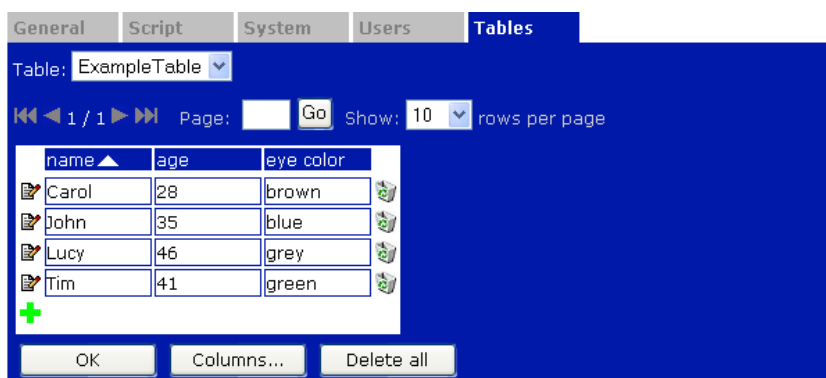 General Script System Users Tables
Table: ExampleTable
1 / 1 Page: Go Show: 10 rows per page
name age eye color
Carol 28 brown
John 35 blue
Lucy 46 grey
Tim 41 green
OK Columns... Delete all